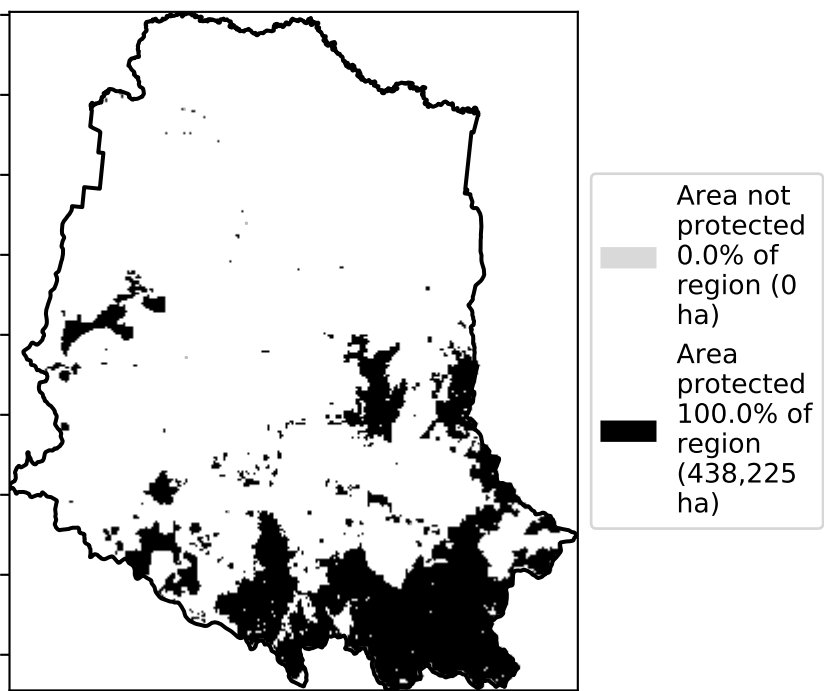 Area not
protected
0.0% of
region (0
ha)
Area
protected
100.0% of
region
(438,225
ha)